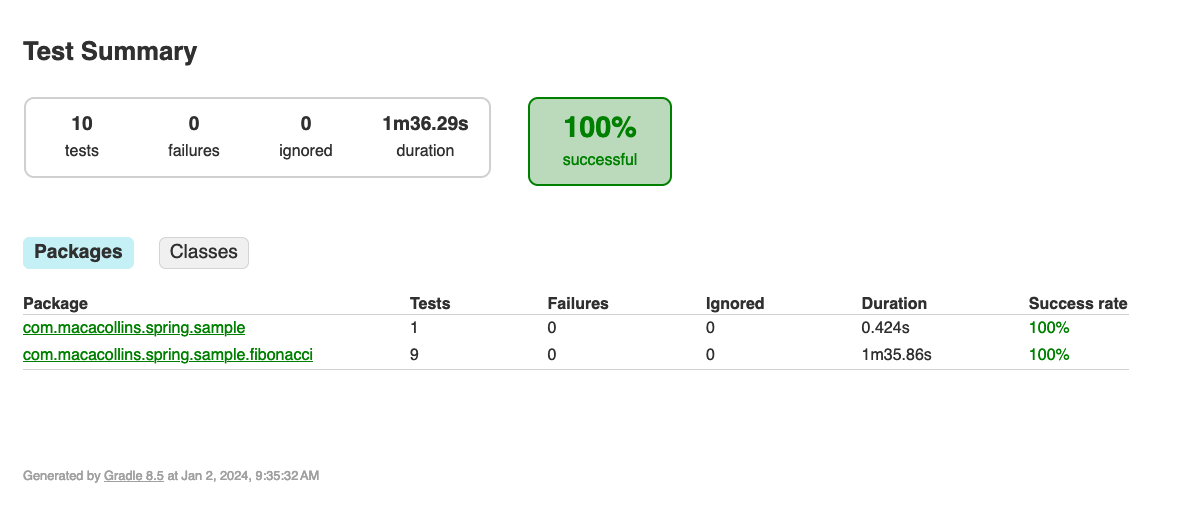 Test Summary
10 0 0 1m36.29s
tests failures ignored duration
100%
successful
Packages Classes
Package Tests Failures Ignored Duration Success rate
com.macacollins.spring.sample 1 0 0 0.424s 100%
com.macacollins.spring.sample.fibonacci 9 0 0 1m35.86s 100%
Generated by Gradle 8.5 at Jan 2, 2024, 9:35:32 AM